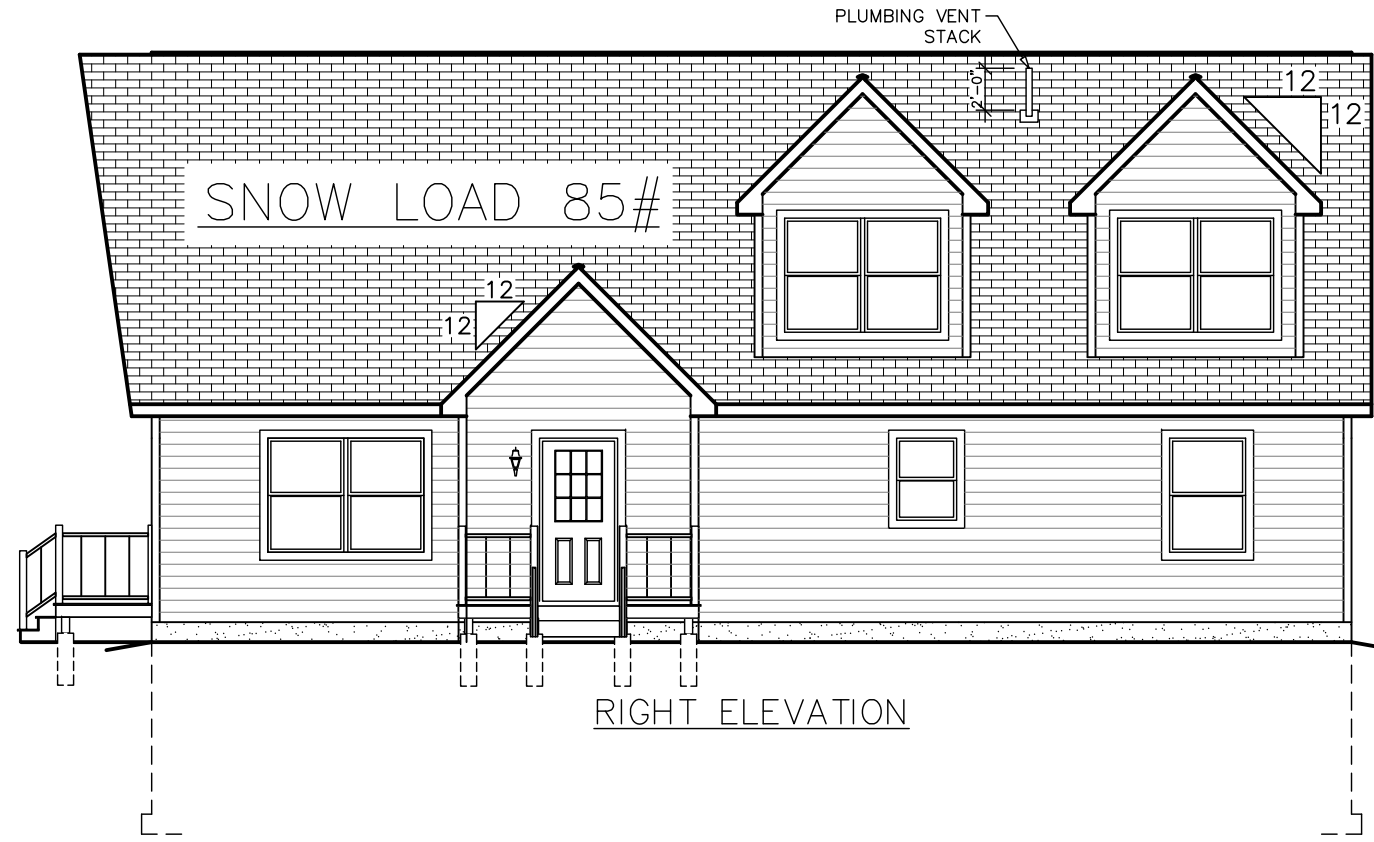 PLUMBING VENT
STACK
2'-0"
12
12
SNOW LOAD 85#
12
12
RIGHT ELEVATION